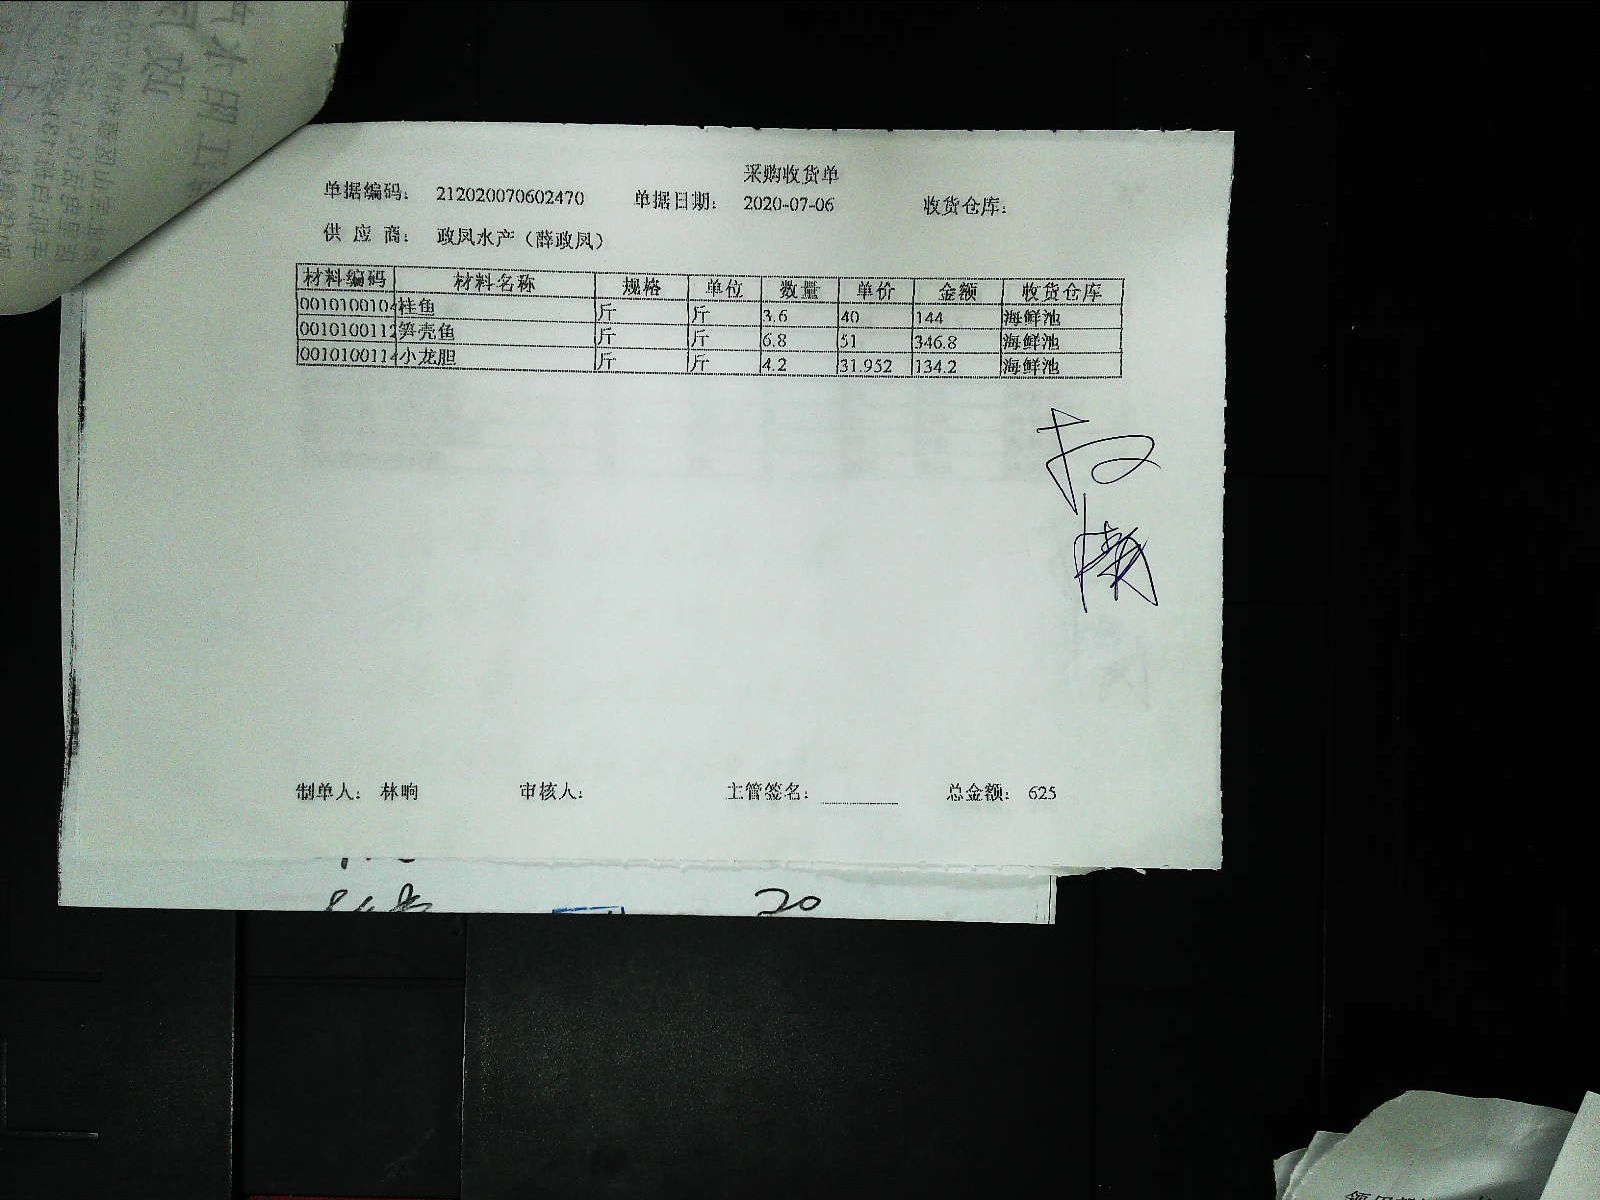 采购收货单
单据编码： 212020070602470 单据日期： 2020-07-06 收货仓库：
供 应 商： 政凤水产（薛政凤）
材料编码 材料名称 规格 单位 数量 单价 金额 收货仓库
0010100104 桂鱼 斤 斤 3.6 40 144 海鲜池
0010100112 笋壳鱼 斤 斤 6.8 51 346.8 海鲜池
0010100114 小龙胆 斤 斤 4.2 31.952 134.2 海鲜池
制单人： 林晌 审核人： 主管签名： 总金额： 625
20